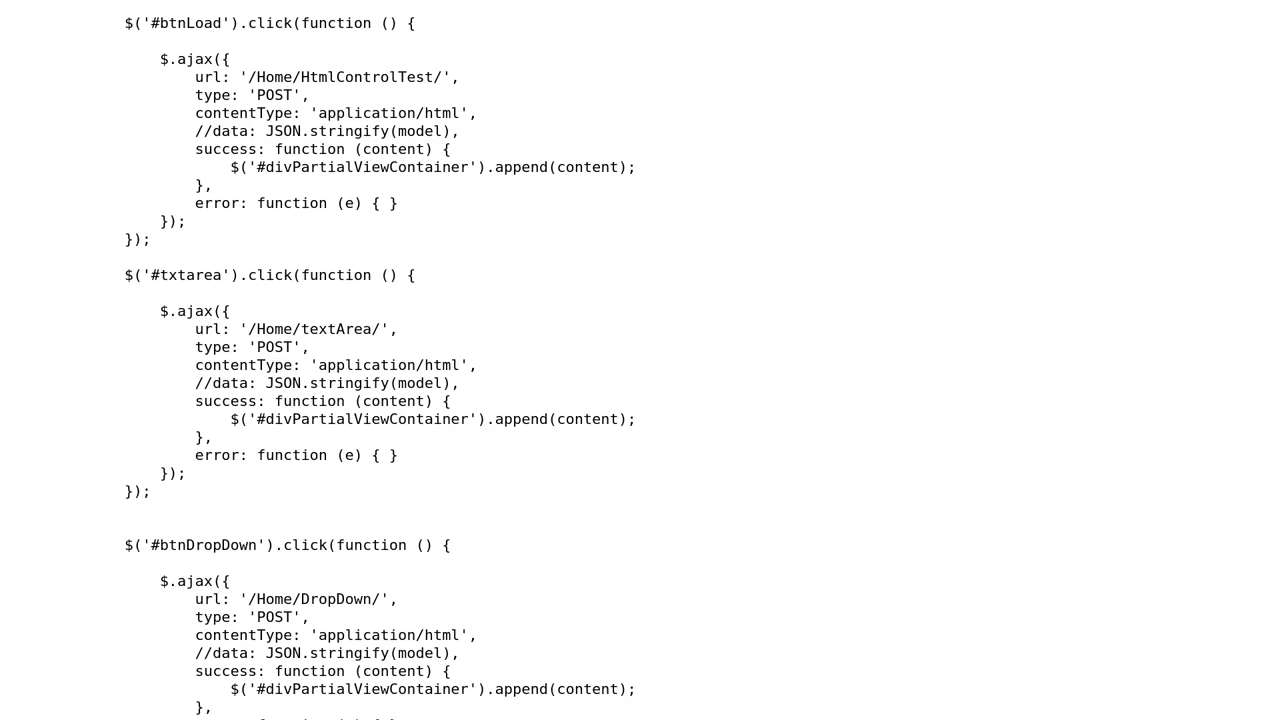 $('#btnLoad').click(function () {
$.ajax({
url: '/Home/HtmlControlTest/',
type: 'POST',
contentType: 'application/html',
//data: JSON.stringify(model),
success: function (content) {
$('#divPartialViewContainer').append(content);
},
error: function (e) { }
});
});
$('#txtarea').click(function () {
$.ajax({
url: '/Home/textArea/',
type: 'POST',
contentType: 'application/html',
//data: JSON.stringify(model),
success: function (content) {
$('#divPartialViewContainer').append(content);
},
error: function (e) { }
});
});
$('#btnDropDown').click(function () {
$.ajax({
url: '/Home/DropDown/',
type: 'POST',
contentType: 'application/html',
//data: JSON.stringify(model),
success: function (content) {
$('#divPartialViewContainer').append(content);
},